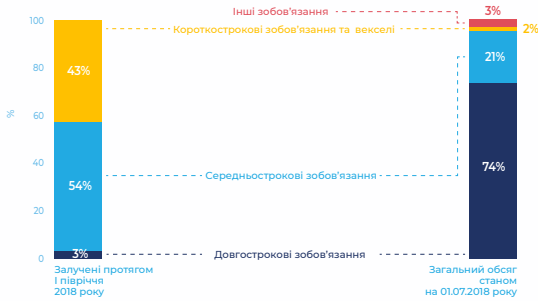 Інші зобов'язання
3%
100
Короткострокові зобов'язання та векселі
2%
21%
80
43%
%
60
74%
40
54%
Середньострокові зобов'язання
20
3%
Довгострокові зобов'язання
0
Залучені протягом
І півріччя
2018 року
Загальний обсяг
станом
на 01.07.2018 року